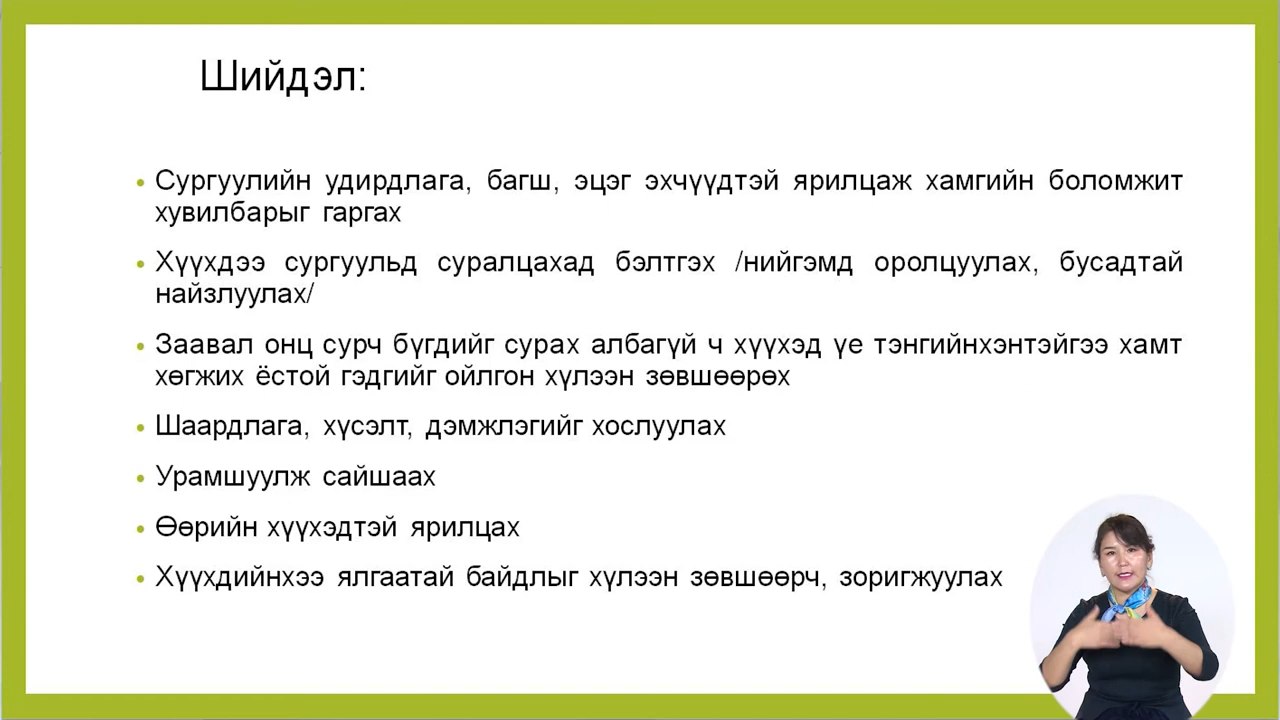 Шийдэл:
• Сургуулийн удирдлага, багш, эцэг эхчүүдтэй ярилцаж хамгийн боломжит
хувилбарыг гаргах
• Хүүхдээ сургуульд суралцахад бэлтгэх /нийгэмд оролцуулах, бусадтай
найзлуулах/
• Заавал онц сурч бүгдийг сурах албагүй ч хүүхэд үе тэнгийнхэнтэйгээ хамт
хөгжих ёстой гэдгийг ойлгон хүлээн зөвшөөрөх
• Шаардлага, хүсэлт, дэмжлэгийг хослуулах
• Урамшуулж сайшаах
• Өөрийн хүүхэдтэй ярилцах
• Хүүхдийнхээ ялгаатай байдлыг хүлээн зөвшөөрч, зоригжуулах